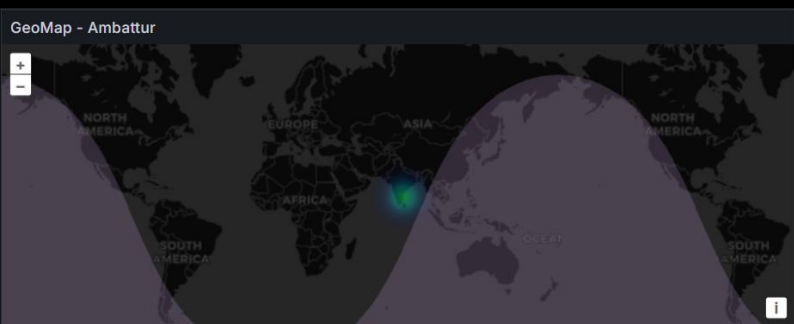 GeoMap - Ambattur
+
−
NORTH
AMERICA
EUROPE
ASIA
NORTH
AMERICA
AFRICA
OCEAN
SOUTH
AMERICA
SOUTH
AMERICA
i